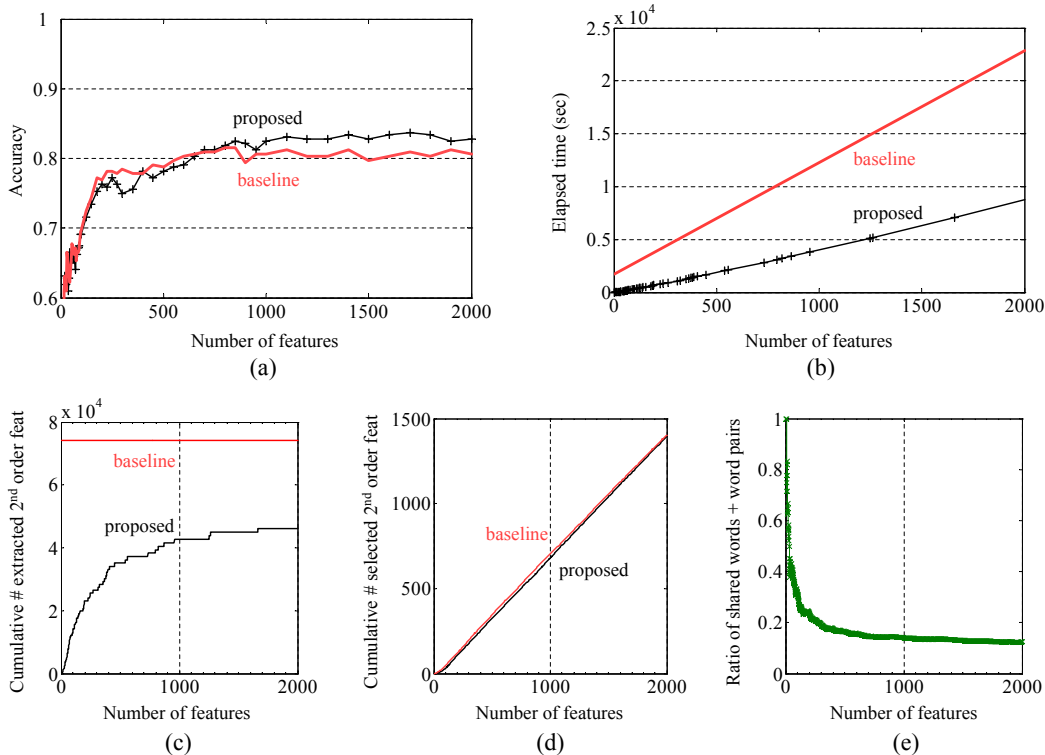 1
0.9
0.8
0.7
0.6
Accuracy
proposed
baseline
0
500
1000
1500
2000
Number of features
(a)
x 10⁴
2.5
2
1.5
1
0.5
0
Elapsed time (sec)
baseline
proposed
0
500
1000
1500
2000
Number of features
(b)
x 10⁴
8
6
4
2
0
Cumulative # extracted 2nd order feat
baseline
proposed
0
1000
2000
Number of features
(c)
1500
1000
500
0
Cumulative # selected 2nd order feat
baseline
proposed
0
1000
2000
Number of features
(d)
1
0.8
0.6
0.4
0.2
0
Ratio of shared words + word pairs
0
1000
2000
Number of features
(e)